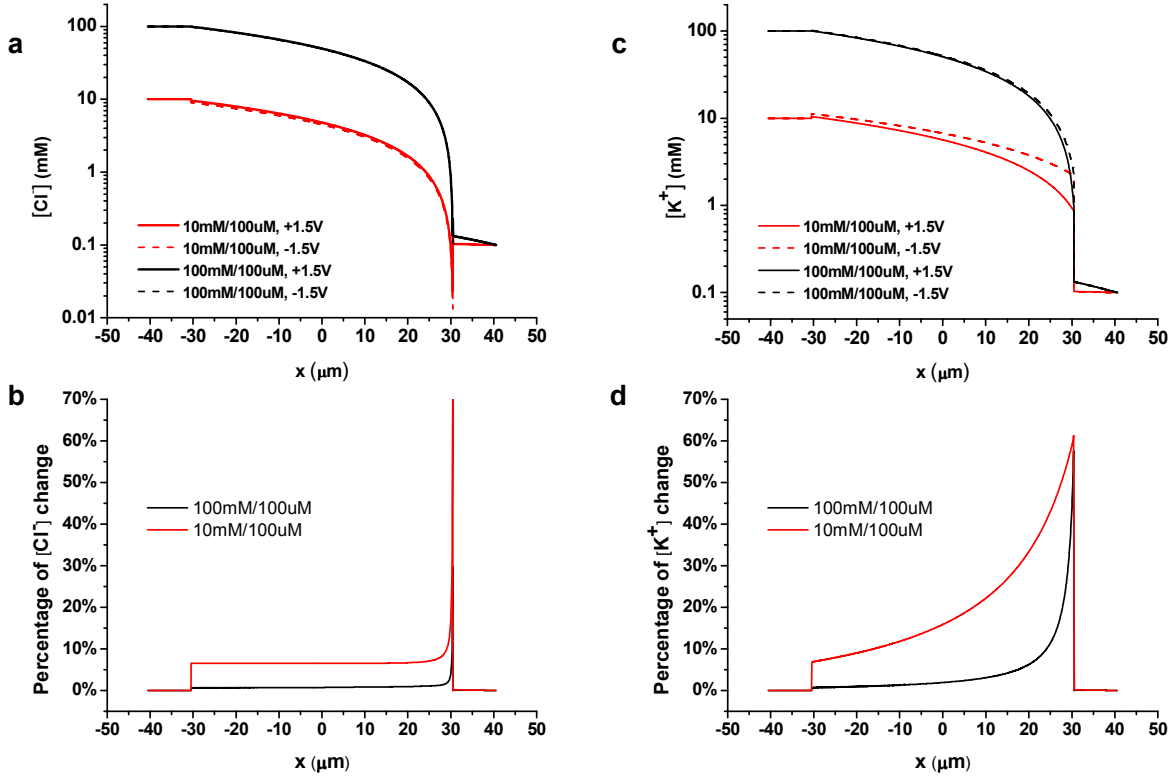 a
[Cl⁻] (mM)
100
10
1
0.1
0.01
10mM/100uM, +1.5V
10mM/100uM, -1.5V
100mM/100uM, +1.5V
100mM/100uM, -1.5V
-50 -40 -30 -20 -10 0 10 20 30 40 50
x (μm)
c
[K⁺] (mM)
100
10
1
0.1
10mM/100uM, +1.5V
10mM/100uM, -1.5V
100mM/100uM, +1.5V
100mM/100uM, -1.5V
-50 -40 -30 -20 -10 0 10 20 30 40 50
x (μm)
b
Percentage of [Cl⁻] change
70%
60%
50%
40%
30%
20%
10%
0%
100mM/100uM
10mM/100uM
-50 -40 -30 -20 -10 0 10 20 30 40 50
x (μm)
d
Percentage of [K⁺] change
70%
60%
50%
40%
30%
20%
10%
0%
100mM/100uM
10mM/100uM
-50 -40 -30 -20 -10 0 10 20 30 40 50
x (μm)